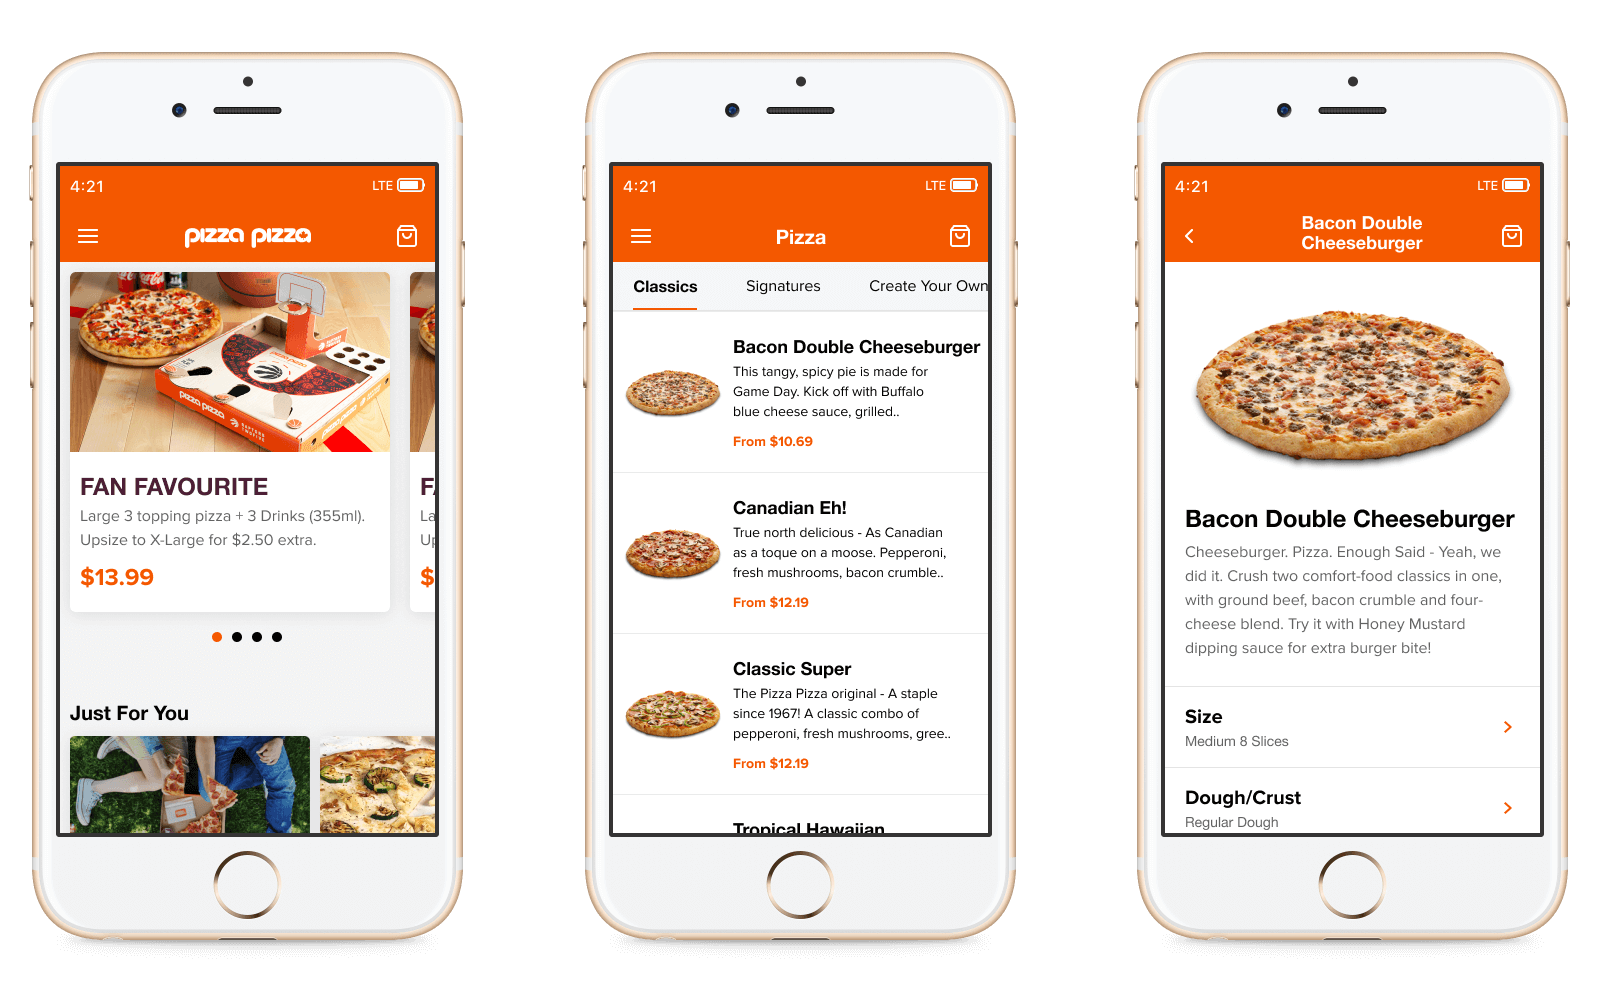 4:21
LTE
pizza pizza
pizza pizza pizza pizza
FAN FAVOURITE
Large 3 topping pizza + 3 Drinks (355ml).
Upsize to X-Large for $2.50 extra.
$13.99
F
La
Up
$
Just For You
4:21
LTE
Pizza
Classics
Signatures
Create Your Own
Bacon Double Cheeseburger
This tangy, spicy pie is made for
Game Day. Kick off with Buffalo
blue cheese sauce, grilled..
From $10.69
Canadian Eh!
True north delicious - As Canadian
as a toque on a moose. Pepperoni,
fresh mushrooms, bacon crumble..
From $12.19
Classic Super
The Pizza Pizza original - A staple
since 1967! A classic combo of
pepperoni, fresh mushrooms, gree..
From $12.19
Tropical Hawaiian
4:21
LTE
Bacon Double
Cheeseburger
Bacon Double Cheeseburger
Cheeseburger. Pizza. Enough Said - Yeah, we
did it. Crush two comfort-food classics in one,
with ground beef, bacon crumble and four-
cheese blend. Try it with Honey Mustard
dipping sauce for extra burger bite!
Size
Medium 8 Slices
Dough/Crust
Regular Dough